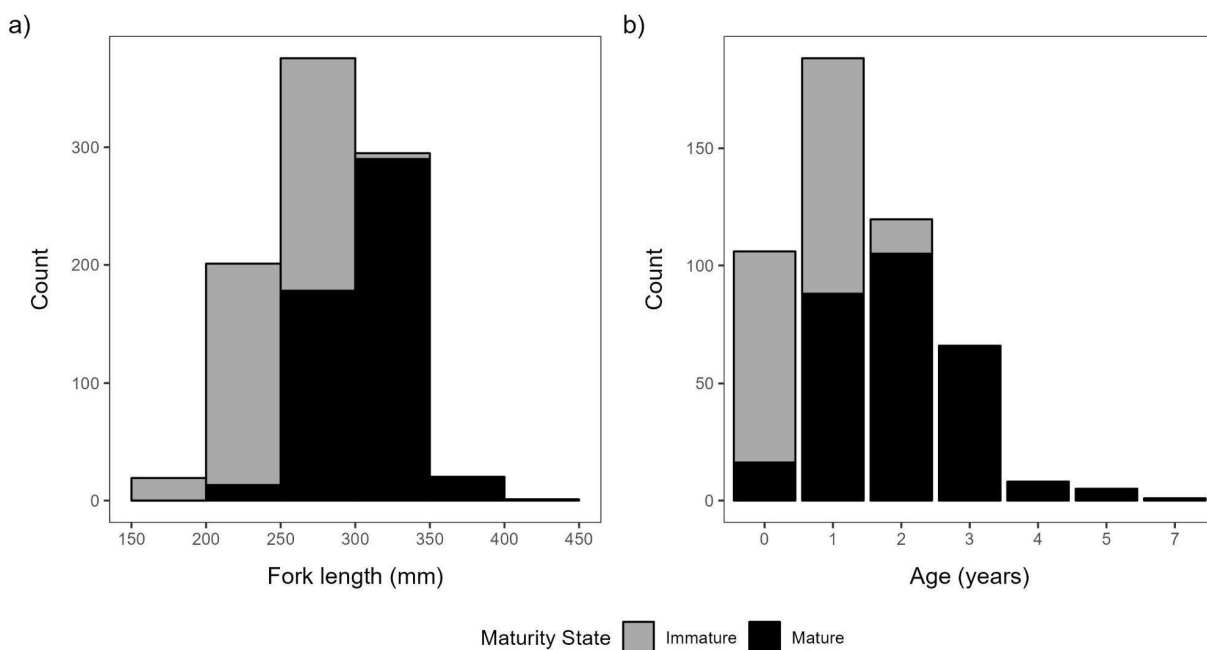 a)
b)
Count
300
200
100
0
150 200 250 300 350 400 450
Fork length (mm)
Count
150
100
50
0
0 1 2 3 4 5 7
Age (years)
Maturity State Immature Mature